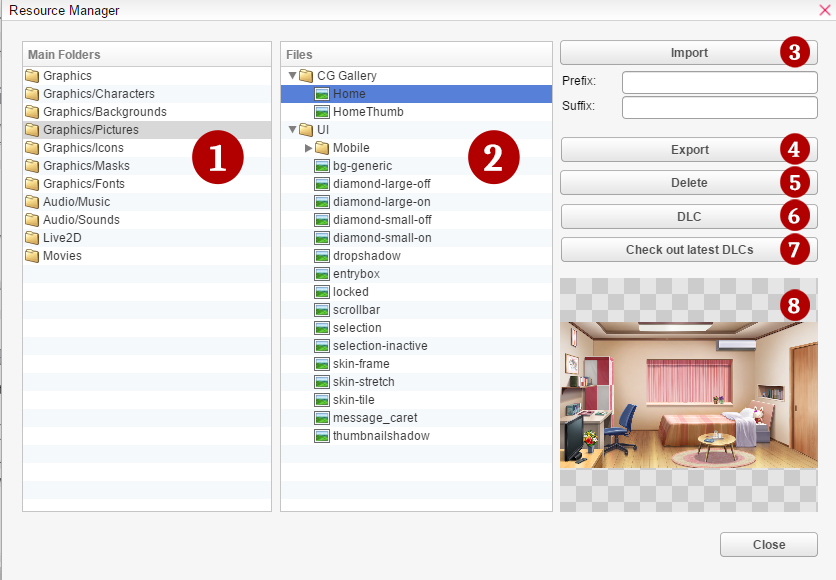 Resource Manager
Main Folders
Graphics
Graphics/Characters
Graphics/Backgrounds
Graphics/Pictures
Graphics/Icons
Graphics/Masks
Graphics/Fonts
Audio/Music
Audio/Sounds
Live2D
Movies
1
Files
CG Gallery
Home
HomeThumb
UI
Mobile
bg-generic
diamond-large-off
diamond-large-on
diamond-small-off
diamond-small-on
dropshadow
entrybox
locked
scrollbar
selection
selection-inactive
skin-frame
skin-stretch
skin-tile
message_caret
thumbnailshadow
2
Import 3
Prefix:
Suffix:
Export 4
Delete 5
DLC 6
Check out latest DLCs 7
8
Close